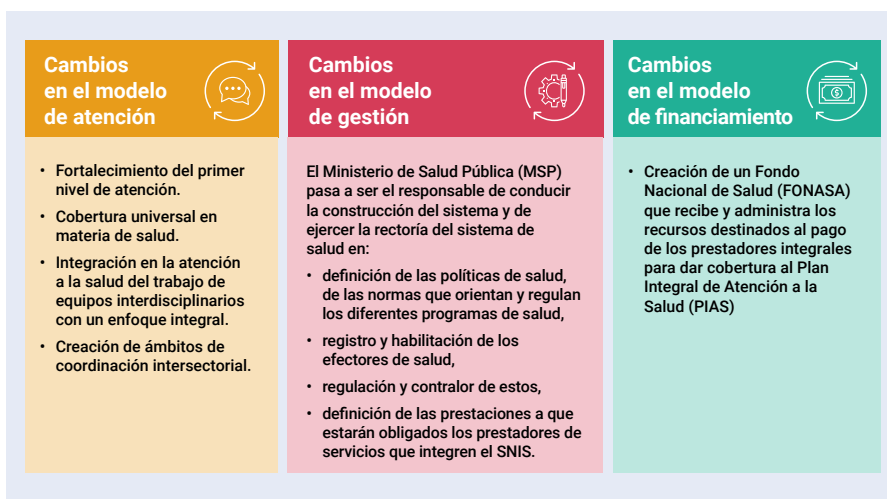 Cambios
en el modelo
de atención
• Fortalecimiento del primer
nivel de atención.
• Cobertura universal en
materia de salud.
• Integración en la atención
a la salud del trabajo de
equipos interdisciplinarios
con un enfoque integral.
• Creación de ámbitos de
coordinación intersectorial.
Cambios
en el modelo
de gestión
El Ministerio de Salud Pública (MSP)
pasa a ser el responsable de conducir
la construcción del sistema y de
ejercer la rectoría del sistema de
salud en:
• definición de las políticas de salud,
de las normas que orientan y regulan
los diferentes programas de salud,
• registro y habilitación de los
efectores de salud,
• regulación y contralor de estos,
• definición de las prestaciones a que
estarán obligados los prestadores de
servicios que integren el SNIS.
Cambios
en el modelo
de financiamiento
• Creación de un Fondo
Nacional de Salud (FONASA)
que recibe y administra los
recursos destinados al pago
de los prestadores integrales
para dar cobertura al Plan
Integral de Atención a la
Salud (PIAS)